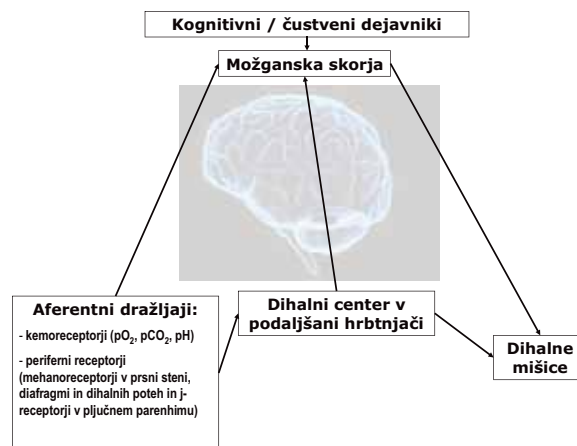 Kognitivni / čustveni dejavniki
Možganska skorja
Aferentni dražljaji:
- kemoreceptorji (pO₂, pCO₂, pH)
- periferni receptorji
(mehanoreceptorji v prsni steni,
diafragmi in dihalnih poteh in j-
receptorji v pljučnem parenhimu)
Dihalni center v
podaljšani hrbtnjači
Dihalne
mišice